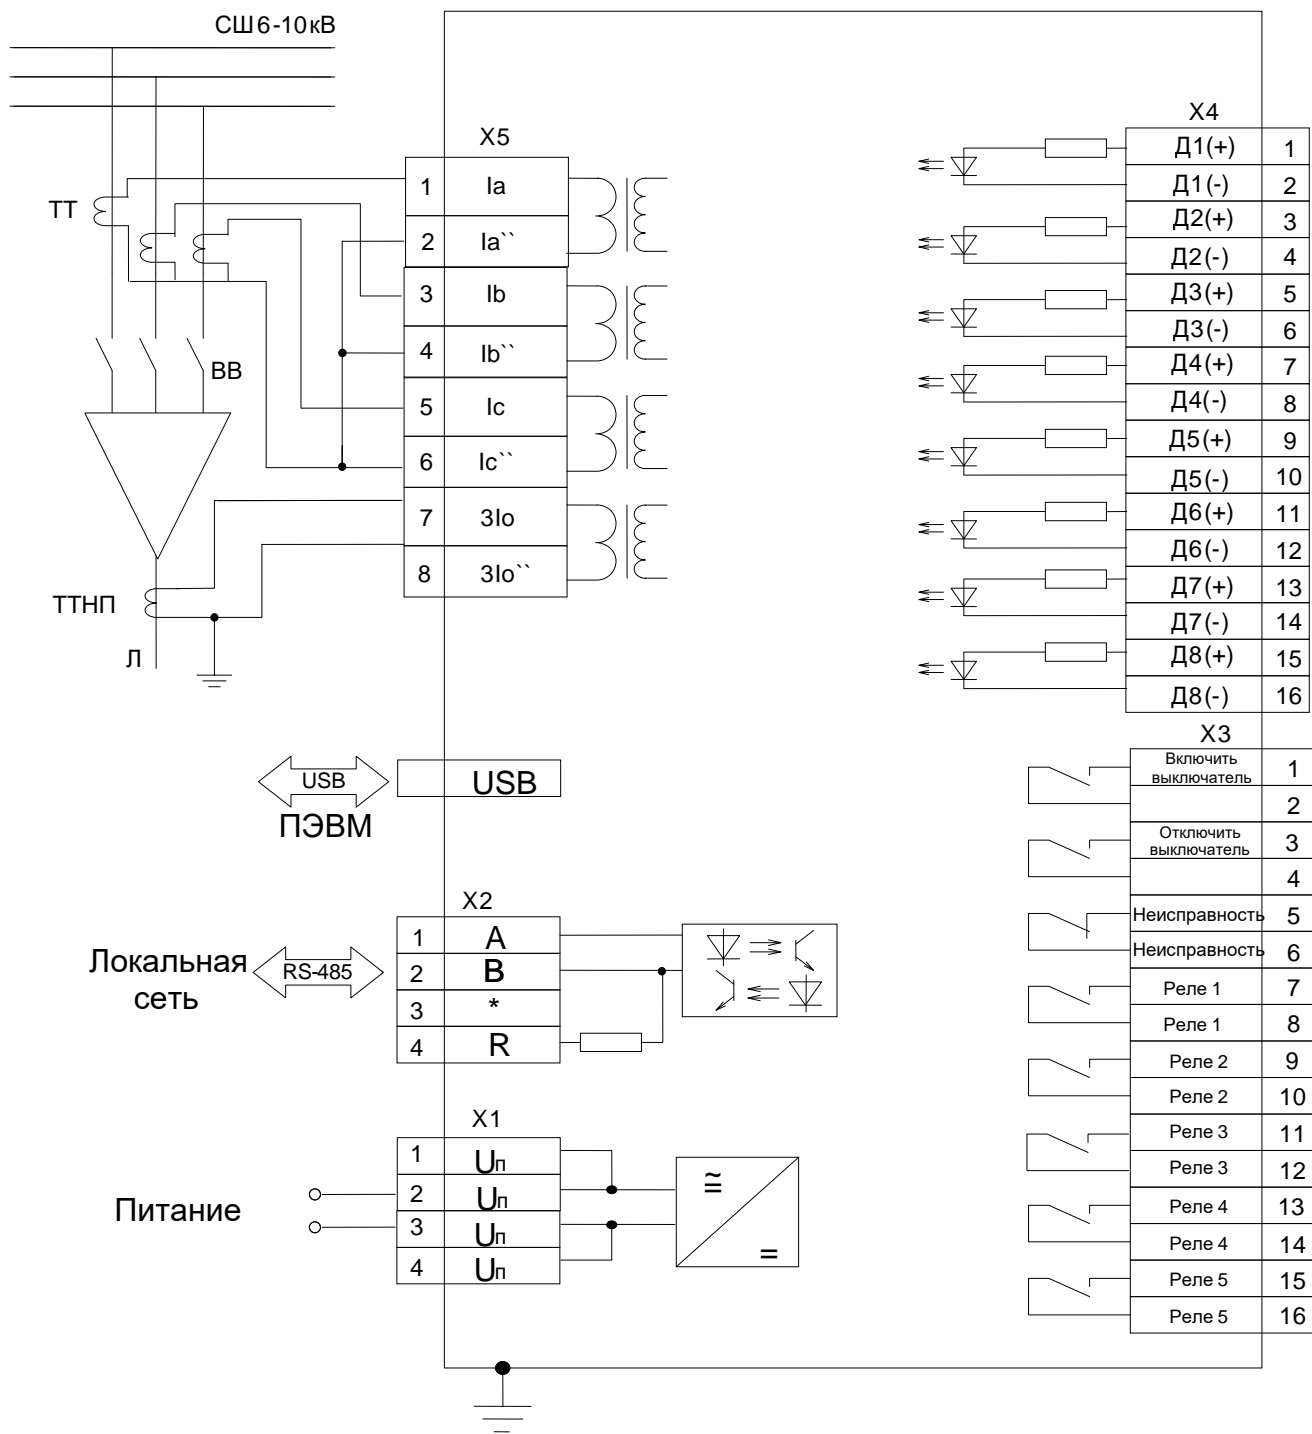 СШ 6-10кВ
ТТ
ВВ
ТТНП
Л
X5
1 Ia
2 Ia``
3 Ib
4 Ib``
5 Ic
6 Ic``
7 3Io
8 3Io``
USB
USB
ПЭВМ
X2
Локальная
сеть
RS-485
1 A
2 B
3 *
4 R
X1
Питание
1 Uп
2 Uп
3 Uп
4 Uп
≅
=
X4
Д1(+) 1
Д1(-) 2
Д2(+) 3
Д2(-) 4
Д3(+) 5
Д3(-) 6
Д4(+) 7
Д4(-) 8
Д5(+) 9
Д5(-) 10
Д6(+) 11
Д6(-) 12
Д7(+) 13
Д7(-) 14
Д8(+) 15
Д8(-) 16
X3
Включить
выключатель 1
2
Отключить
выключатель 3
4
Неисправность 5
Неисправность 6
Реле 1 7
Реле 1 8
Реле 2 9
Реле 2 10
Реле 3 11
Реле 3 12
Реле 4 13
Реле 4 14
Реле 5 15
Реле 5 16